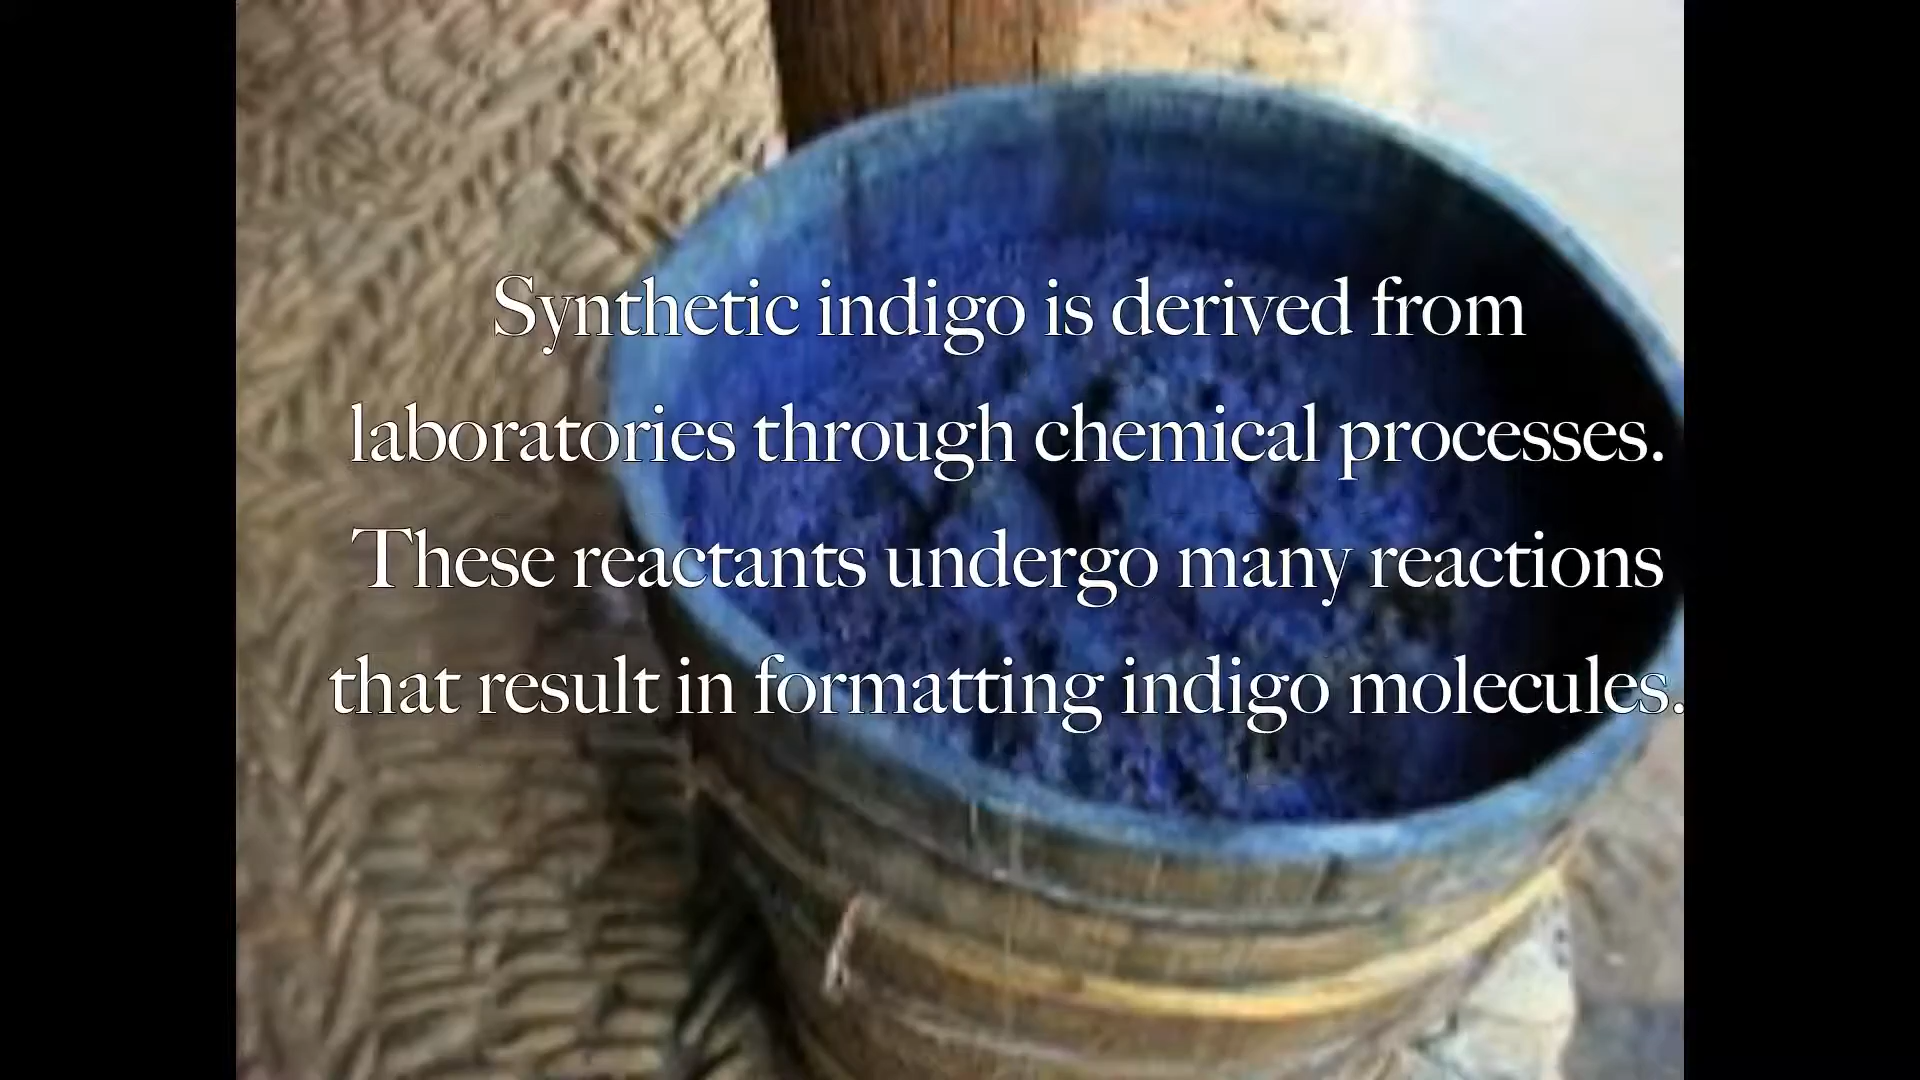 Synthetic indigo is derived from
laboratories through chemical processes.
These reactants undergo many reactions
that result in formatting indigo molecules.